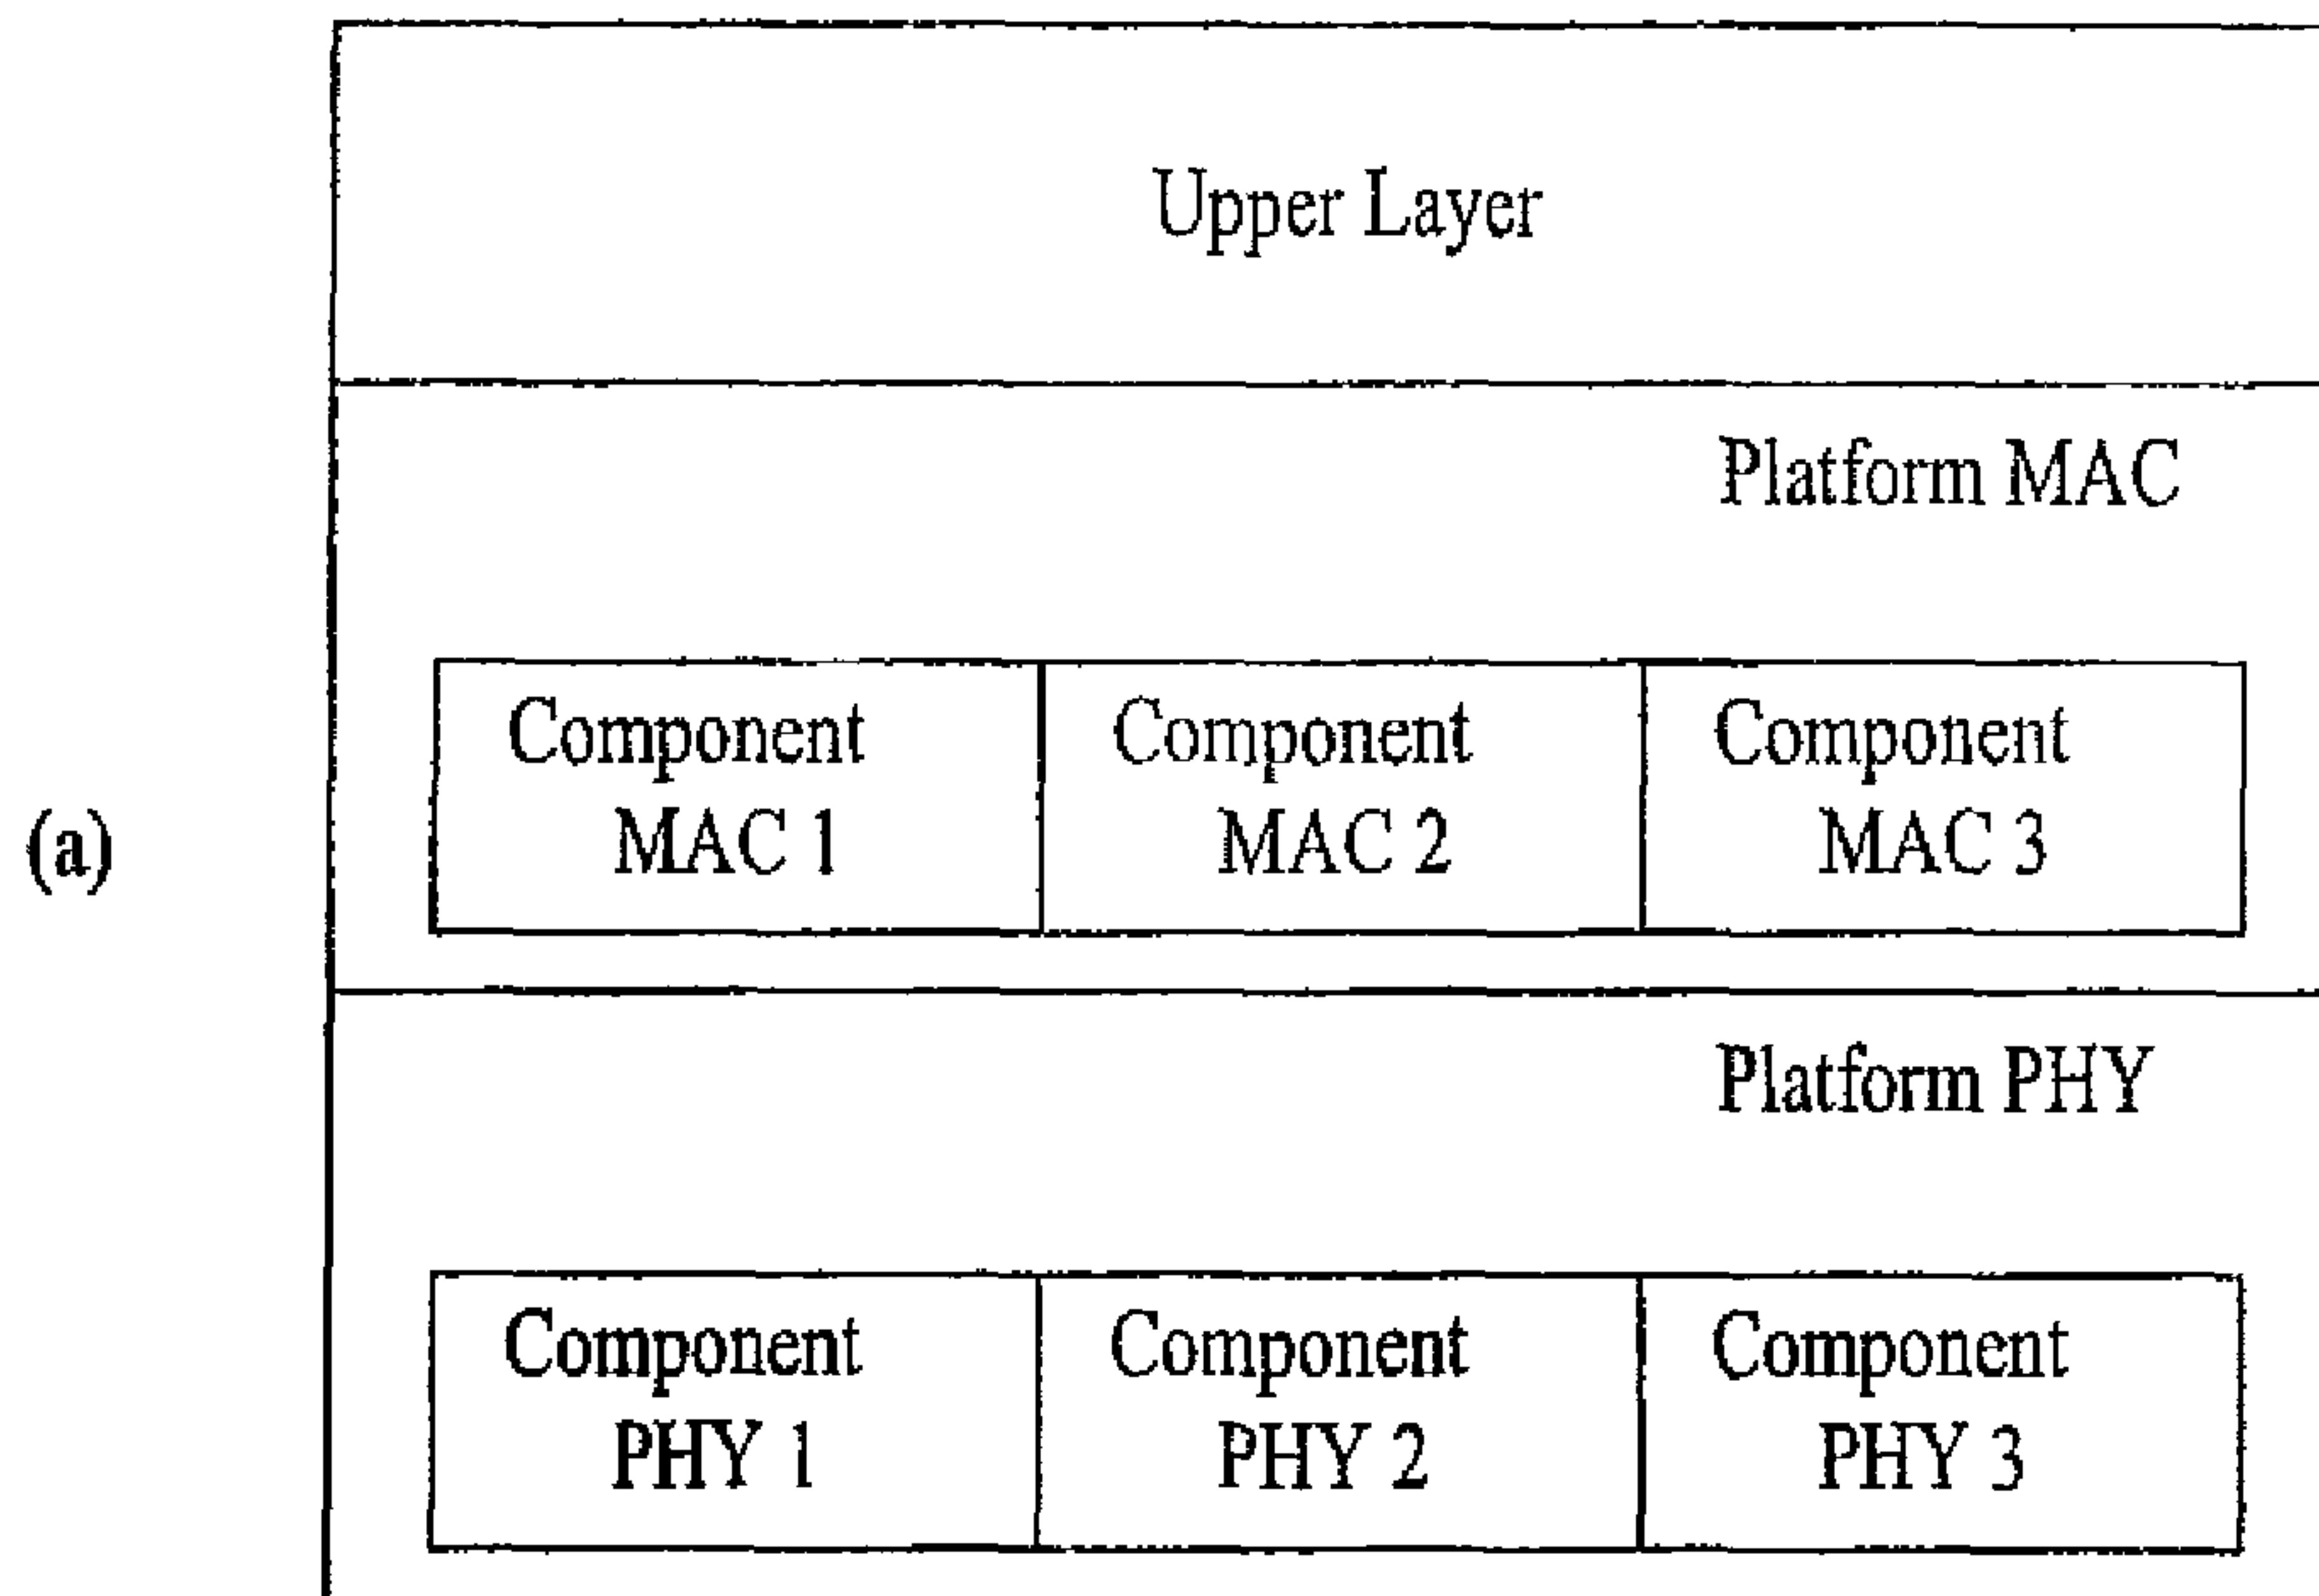 Upper Layer
Platform MAC
Component
MAC 1
Component
MAC 2
Component
MAC 3
(a)
Platform PHY
Component
PHY 1
Component
PHY 2
Component
PHY 3